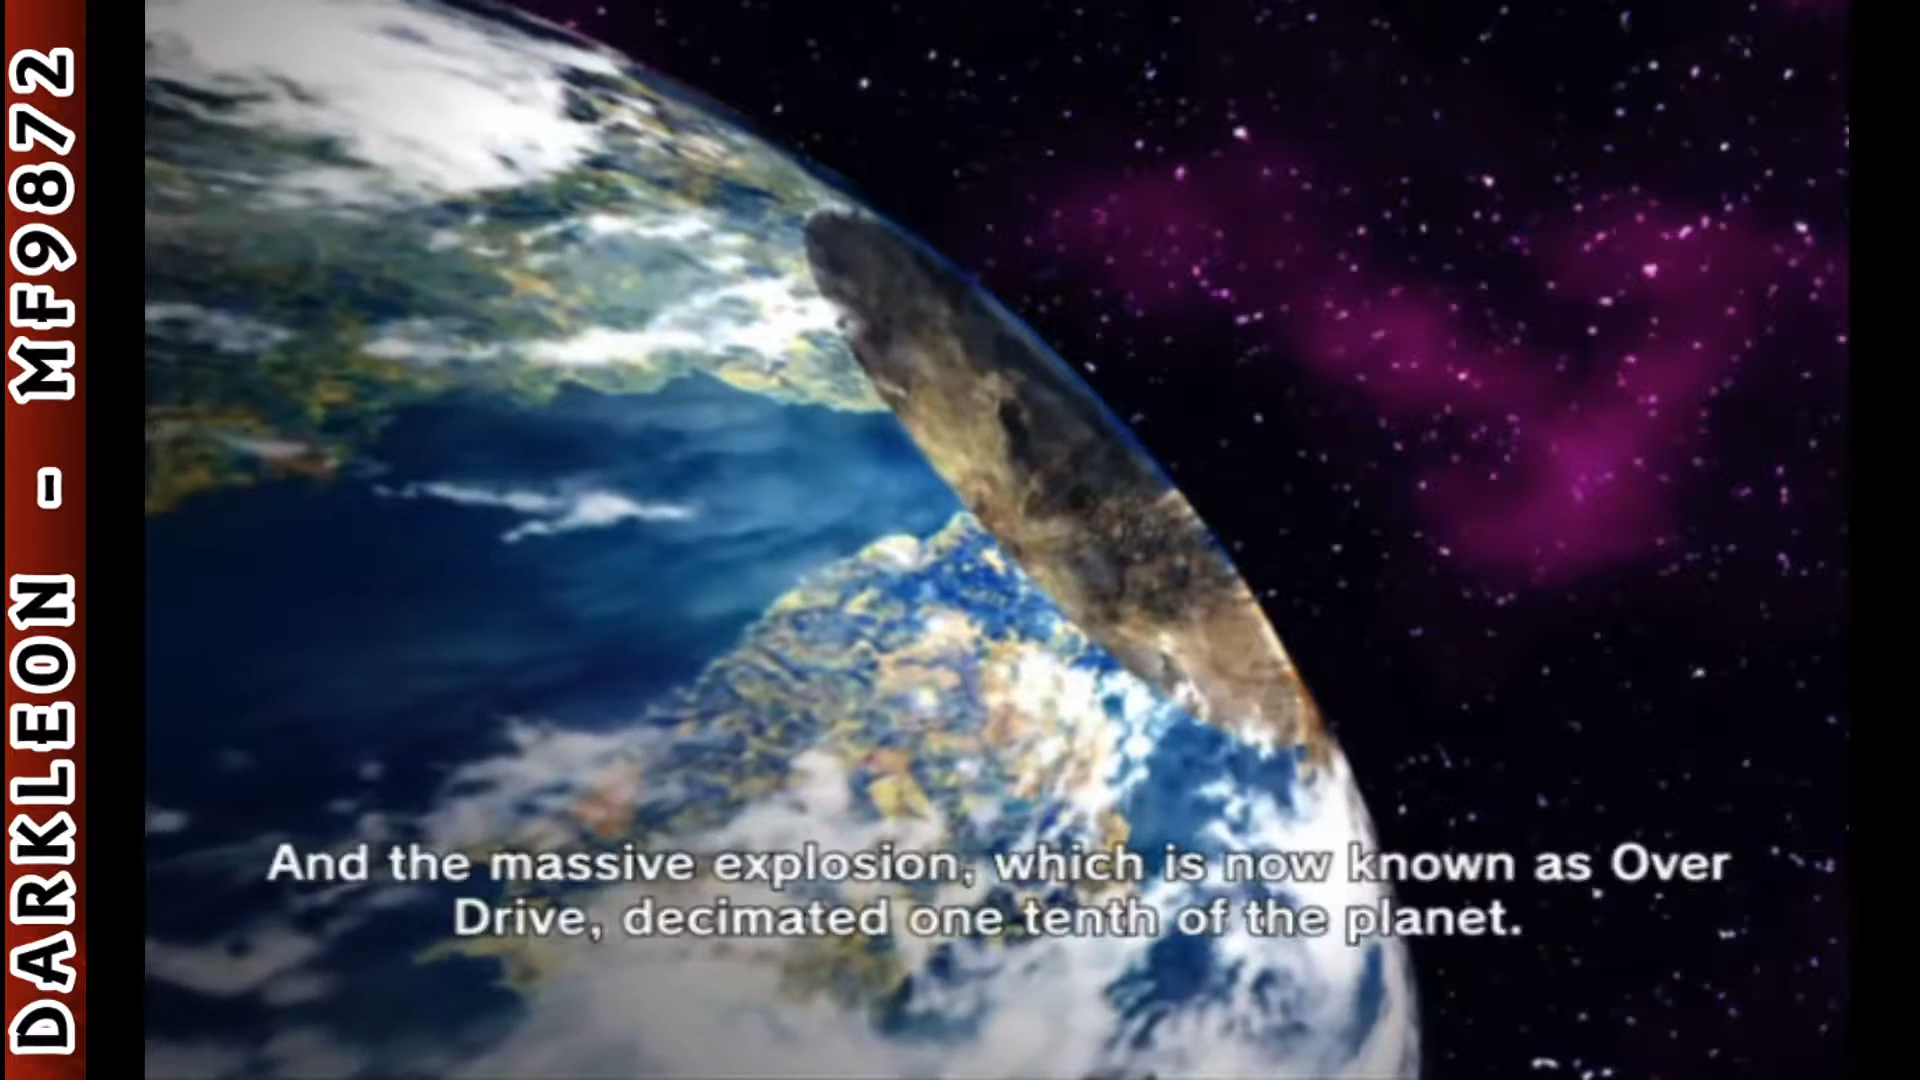 DARKLEON - MF9872
And the massive explosion, which is now known as Over
Drive, decimated one tenth of the planet.